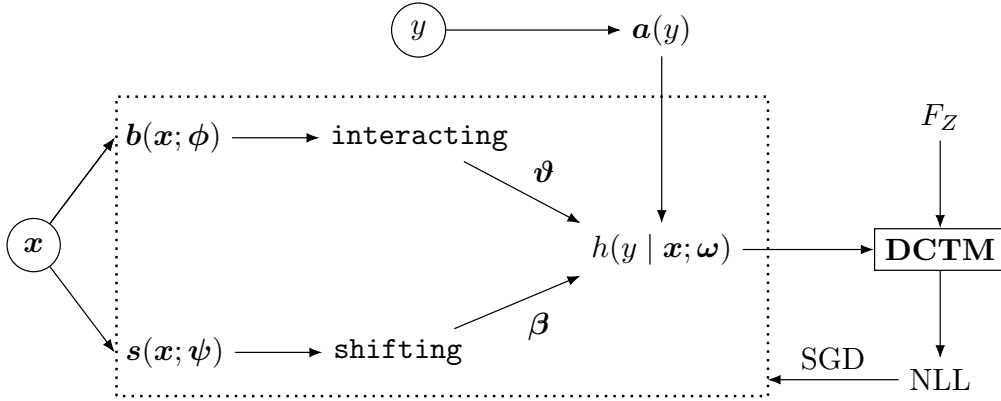 y
a(y)
F_Z
b(x; ϕ)
interacting
ϑ
x
h(y | x; ω)
DCTM
β
s(x; ψ)
shifting
SGD
NLL